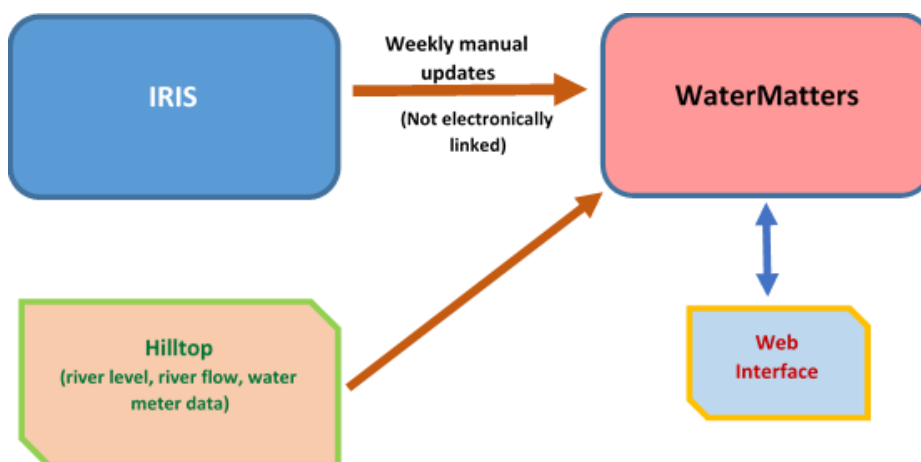 IRIS
Weekly manual
updates
(Not electronically
linked)
WaterMatters
Hilltop
(river level, river flow, water
meter data)
Web
Interface